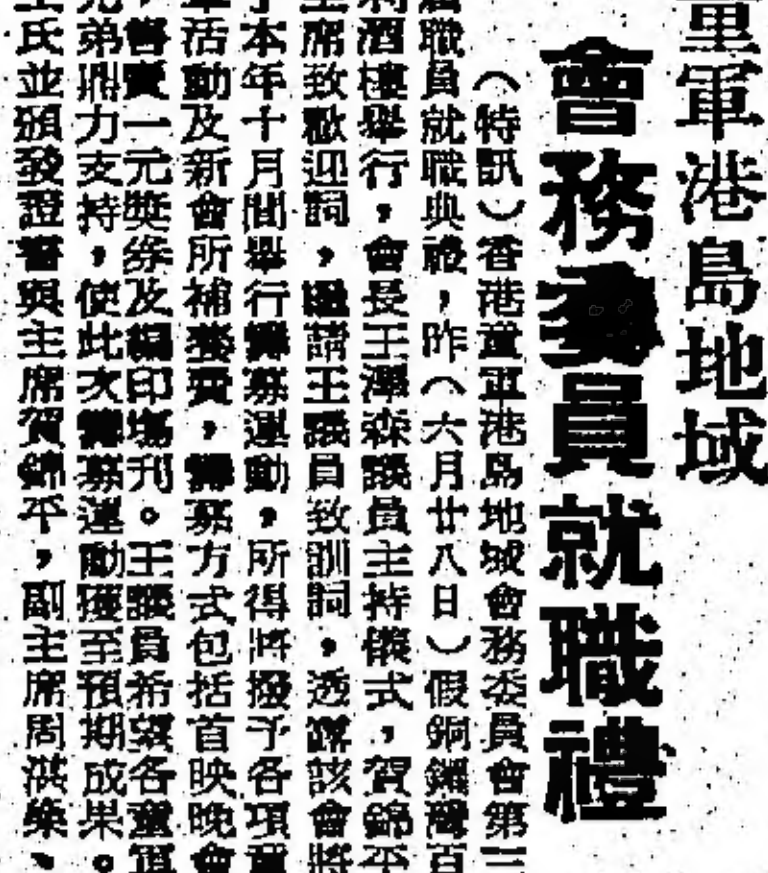 童軍港島地域
會務委員就職禮
（特訊）香港童軍港島地域會務委員會第三
職員就職典禮，昨（六月廿八日）假銅鑼灣百
利酒樓舉行，會長王澤森議員主持儀式，賀錦平
主席致歡迎詞，繼請王議員致訓詞，透露該會將
于本年十月間舉行籌募運動，所得將撥予各項童
軍活動及新會所補葵費，籌募方式包括首映晚會
，售賣一元獎券及編印塲刊。王議員希望各童軍
兄弟鼎力支持，使此次籌募運動獲至預期成果。
王氏並頒發證書與主席賀錦平，副主席周洪燊、